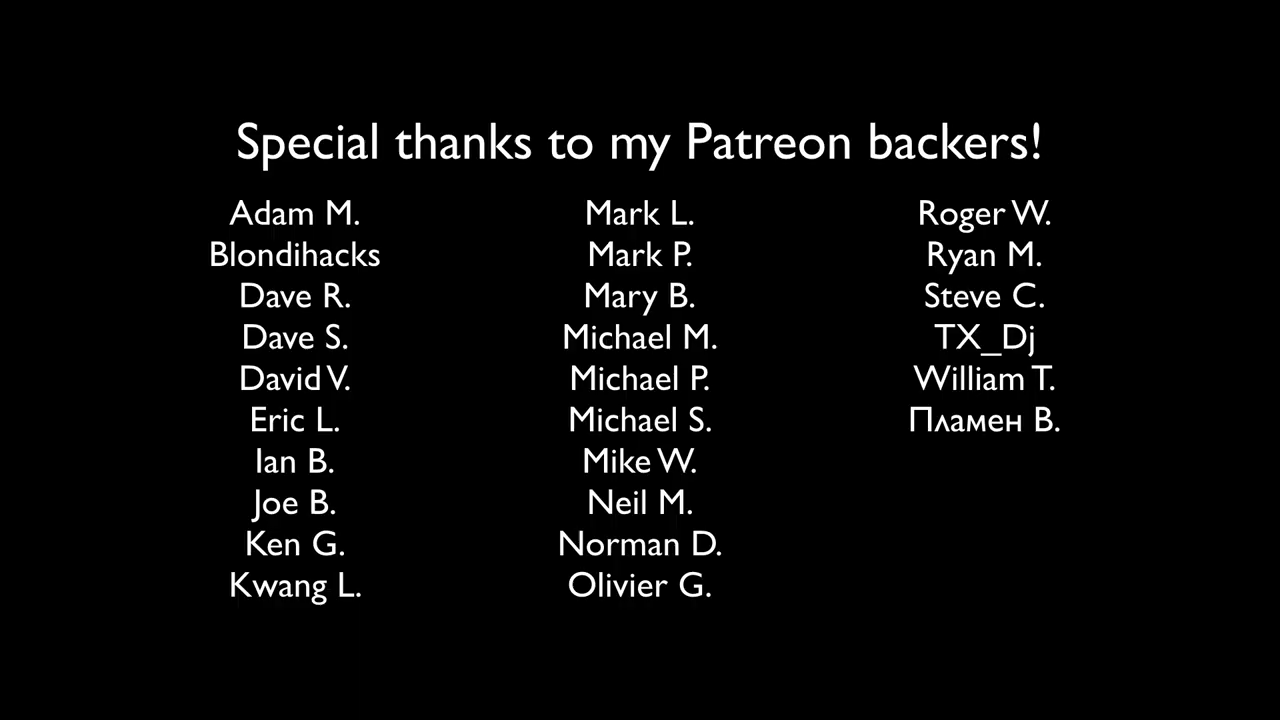 Special thanks to my Patreon backers!
Adam M.
Blondihacks
Dave R.
Dave S.
David V.
Eric L.
Ian B.
Joe B.
Ken G.
Kwang L.
Mark L.
Mark P.
Mary B.
Michael M.
Michael P.
Michael S.
Mike W.
Neil M.
Norman D.
Olivier G.
Roger W.
Ryan M.
Steve C.
TX_Dj
William T.
Пламен В.